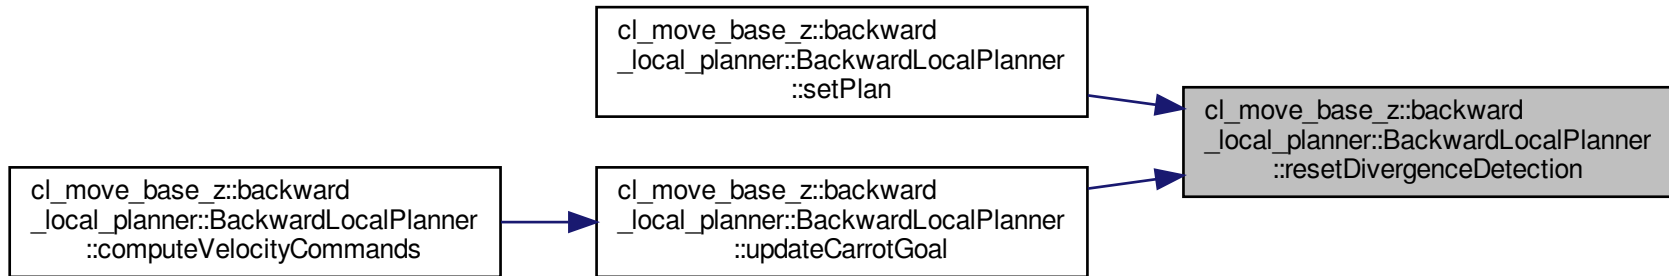 cl_move_base_z::backward
_local_planner::BackwardLocalPlanner
::setPlan
cl_move_base_z::backward
_local_planner::BackwardLocalPlanner
::resetDivergenceDetection
cl_move_base_z::backward
_local_planner::BackwardLocalPlanner
::computeVelocityCommands
cl_move_base_z::backward
_local_planner::BackwardLocalPlanner
::updateCarrotGoal